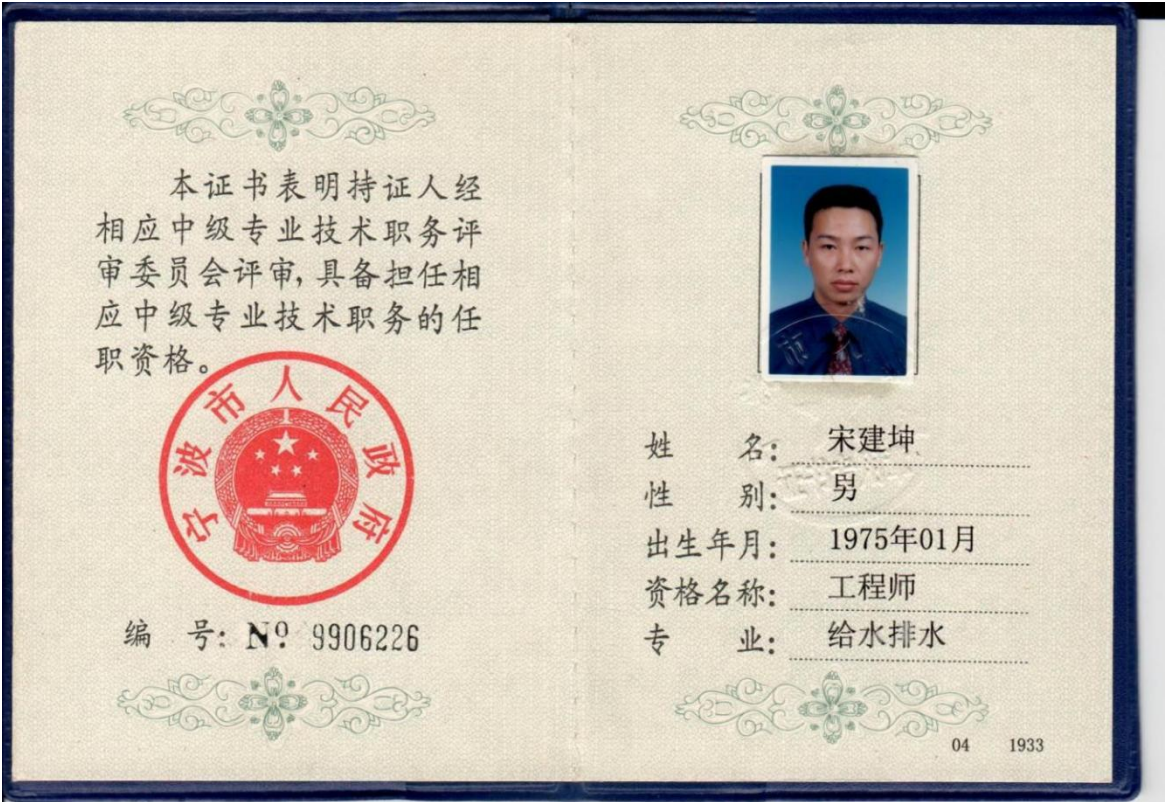 本证书表明持证人经
相应中级专业技术职务评
审委员会评审,具备担任相
应中级专业技术职务的任
职资格。
宁波市人民政府
编 号: Nº 9906226
姓 名: 宋建坤
性 别: 男
出生年月: 1975年01月
资格名称: 工程师
专 业: 给水排水
04 1933